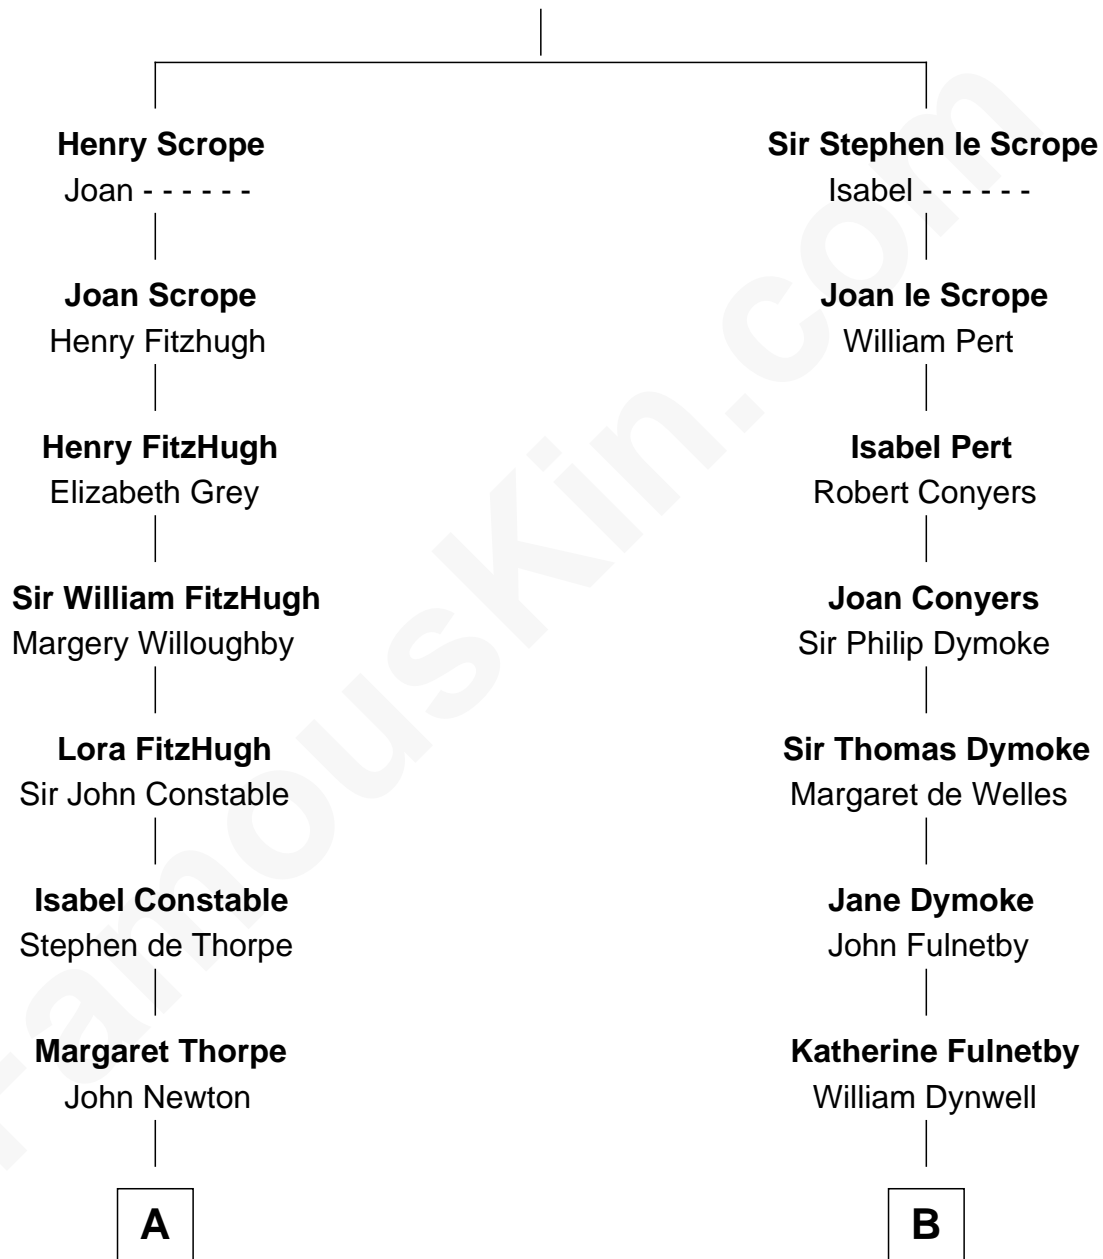 Henry Scrope
Joan - - - - - -
Joan Scrope
Henry Fitzhugh
Henry FitzHugh
Elizabeth Grey
Sir William FitzHugh
Margery Willoughby
Lora FitzHugh
Sir John Constable
Isabel Constable
Stephen de Thorpe
Margaret Thorpe
John Newton
A
Sir Stephen le Scrope
Isabel - - - - - -
Joan le Scrope
William Pert
Isabel Pert
Robert Conyers
Joan Conyers
Sir Philip Dymoke
Sir Thomas Dymoke
Margaret de Welles
Jane Dymoke
John Fulnetby
Katherine Fulnetby
William Dynwell
B
FamousKin.com